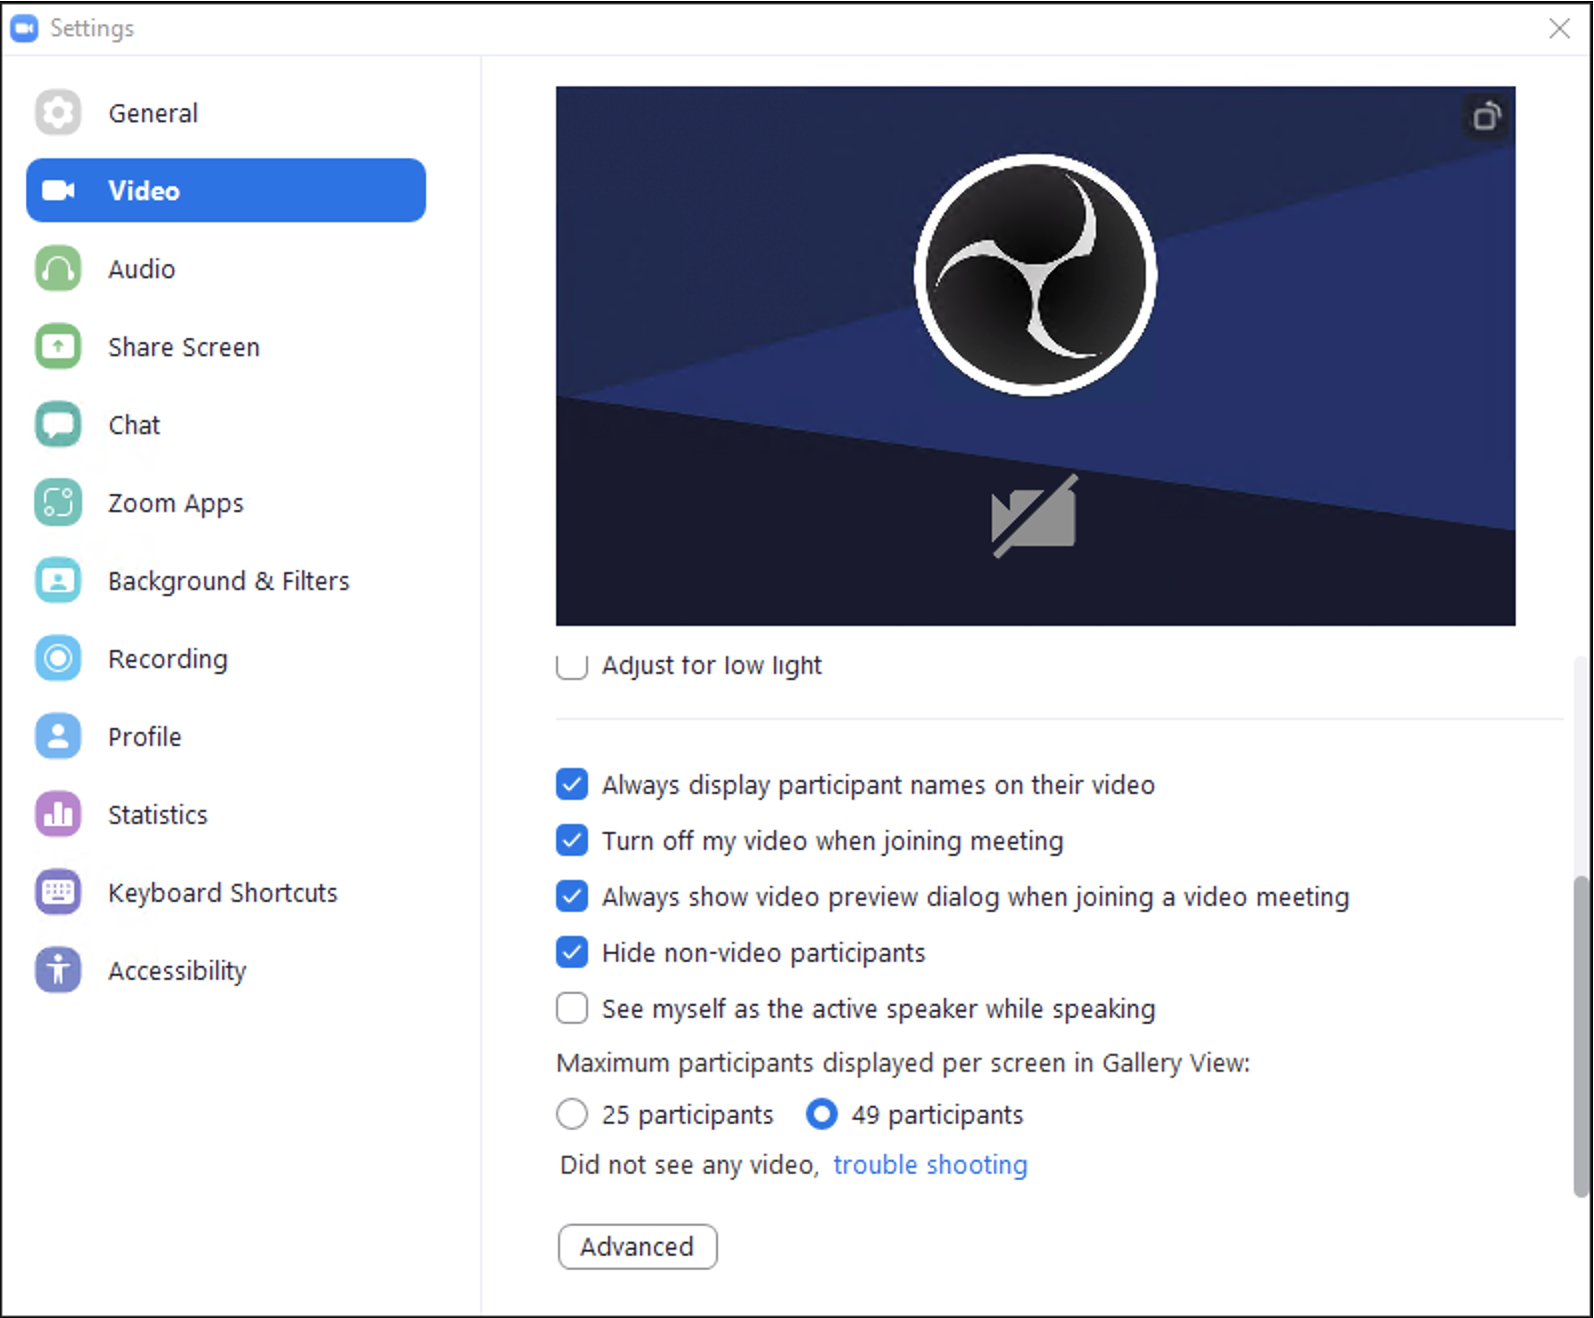 Settings
General
Video
Audio
Share Screen
Chat
Zoom Apps
Background & Filters
Recording
Profile
Statistics
Keyboard Shortcuts
Accessibility
Adjust for low light
Always display participant names on their video
Turn off my video when joining meeting
Always show video preview dialog when joining a video meeting
Hide non-video participants
See myself as the active speaker while speaking
Maximum participants displayed per screen in Gallery View:
25 participants 49 participants
Did not see any video, trouble shooting
Advanced